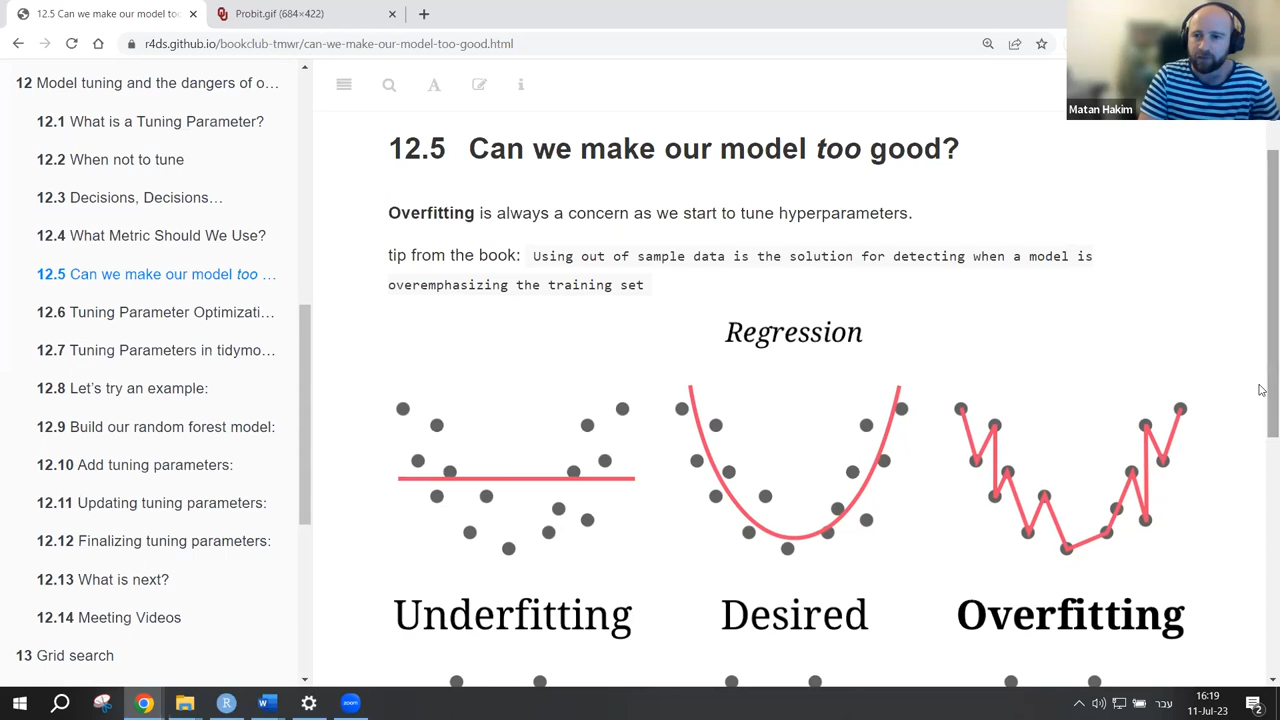 12.5 Can we make our model toc
Probit.gif (684×422)
r4ds.github.io/bookclub-tmwr/can-we-make-our-model-too-good.html
Matan Hakim
12 Model tuning and the dangers of o…
12.1 What is a Tuning Parameter?
12.2 When not to tune
12.3 Decisions, Decisions…
12.4 What Metric Should We Use?
12.5 Can we make our model too …
12.6 Tuning Parameter Optimizati…
12.7 Tuning Parameters in tidymo…
12.8 Let's try an example:
12.9 Build our random forest model:
12.10 Add tuning parameters:
12.11 Updating tuning parameters:
12.12 Finalizing tuning parameters:
12.13 What is next?
12.14 Meeting Videos
13 Grid search
12.5 Can we make our model too good?
Overfitting is always a concern as we start to tune hyperparameters.
tip from the book: Using out of sample data is the solution for detecting when a model is
overemphasizing the training set
Regression
Underfitting Desired Overfitting
zoom
עבר
16:19
11-Jul-23
2